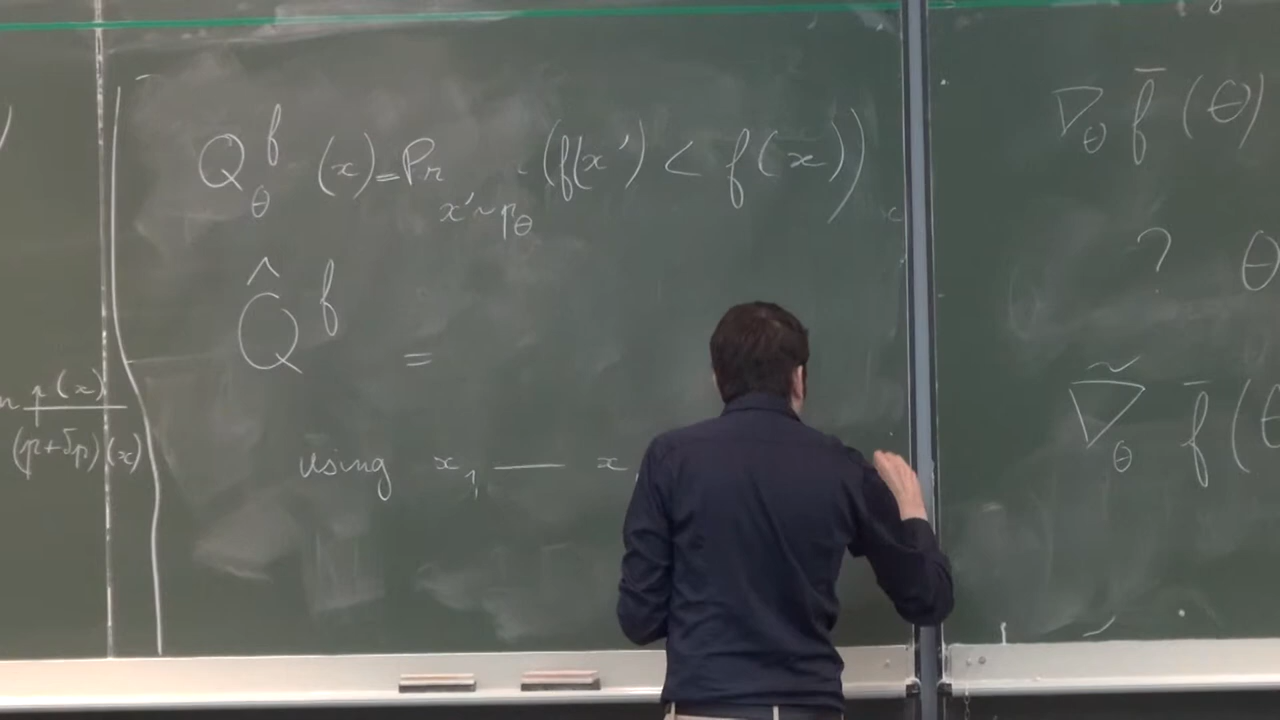 Q_θ^f (x) = Pr_{x'~p_θ} (f(x') < f(x))
Q̂^f =
using x_1 — x
p(x)
(p+δp)(x)
∇_θ f̄ (θ)
? θ
∇̃_θ f̄ (θ